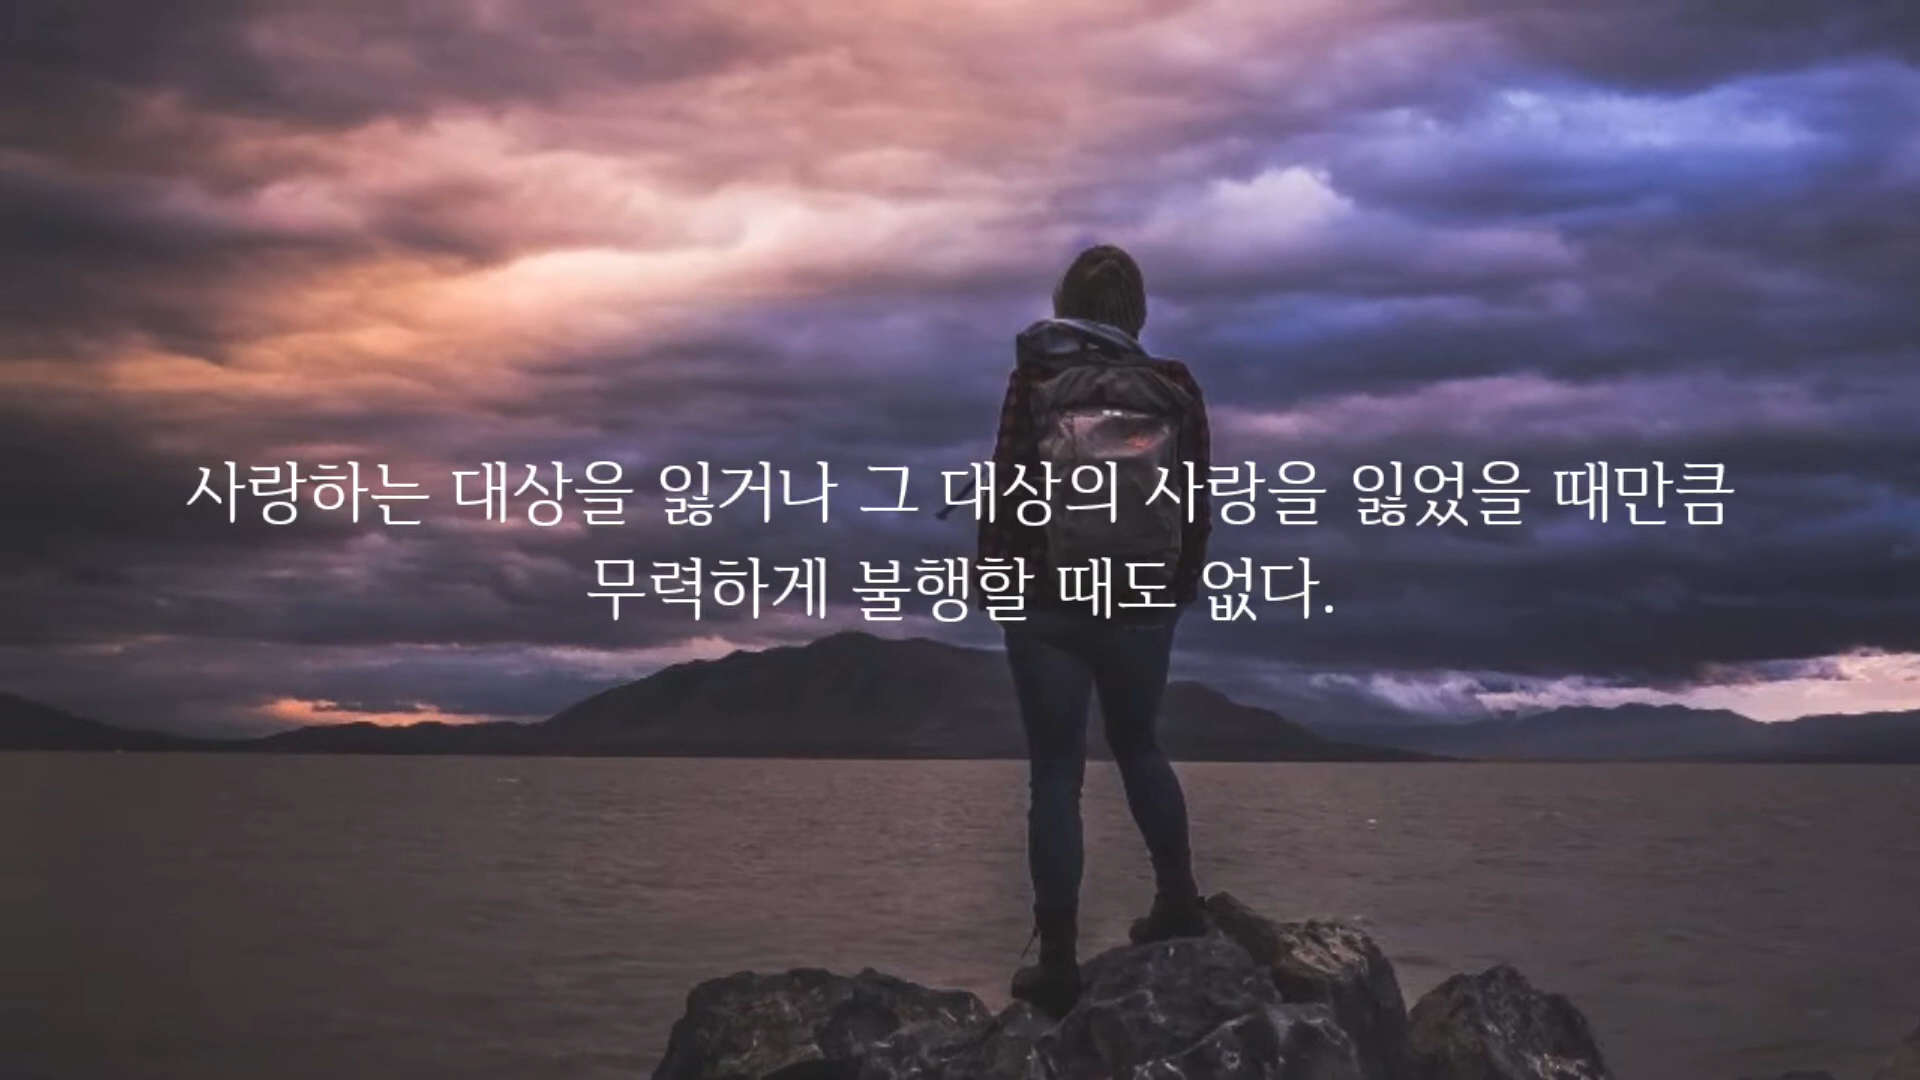 사랑하는 대상을 잃거나 그 대상의 사랑을 잃었을 때만큼
무력하게 불행할 때도 없다.